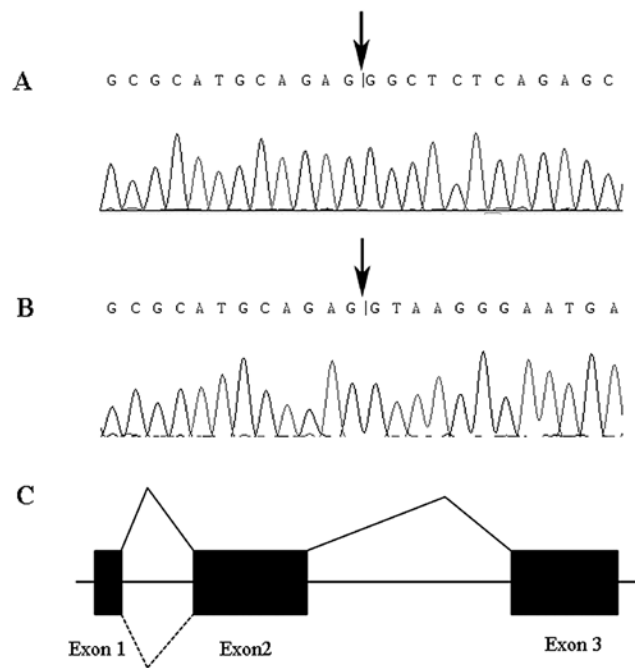 A G C G C A T G C A G A G|G G C T C T C A G A G C
B G C G C A T G C A G A G|G T A A G G G A A T G A
C
Exon 1 Exon2 Exon 3